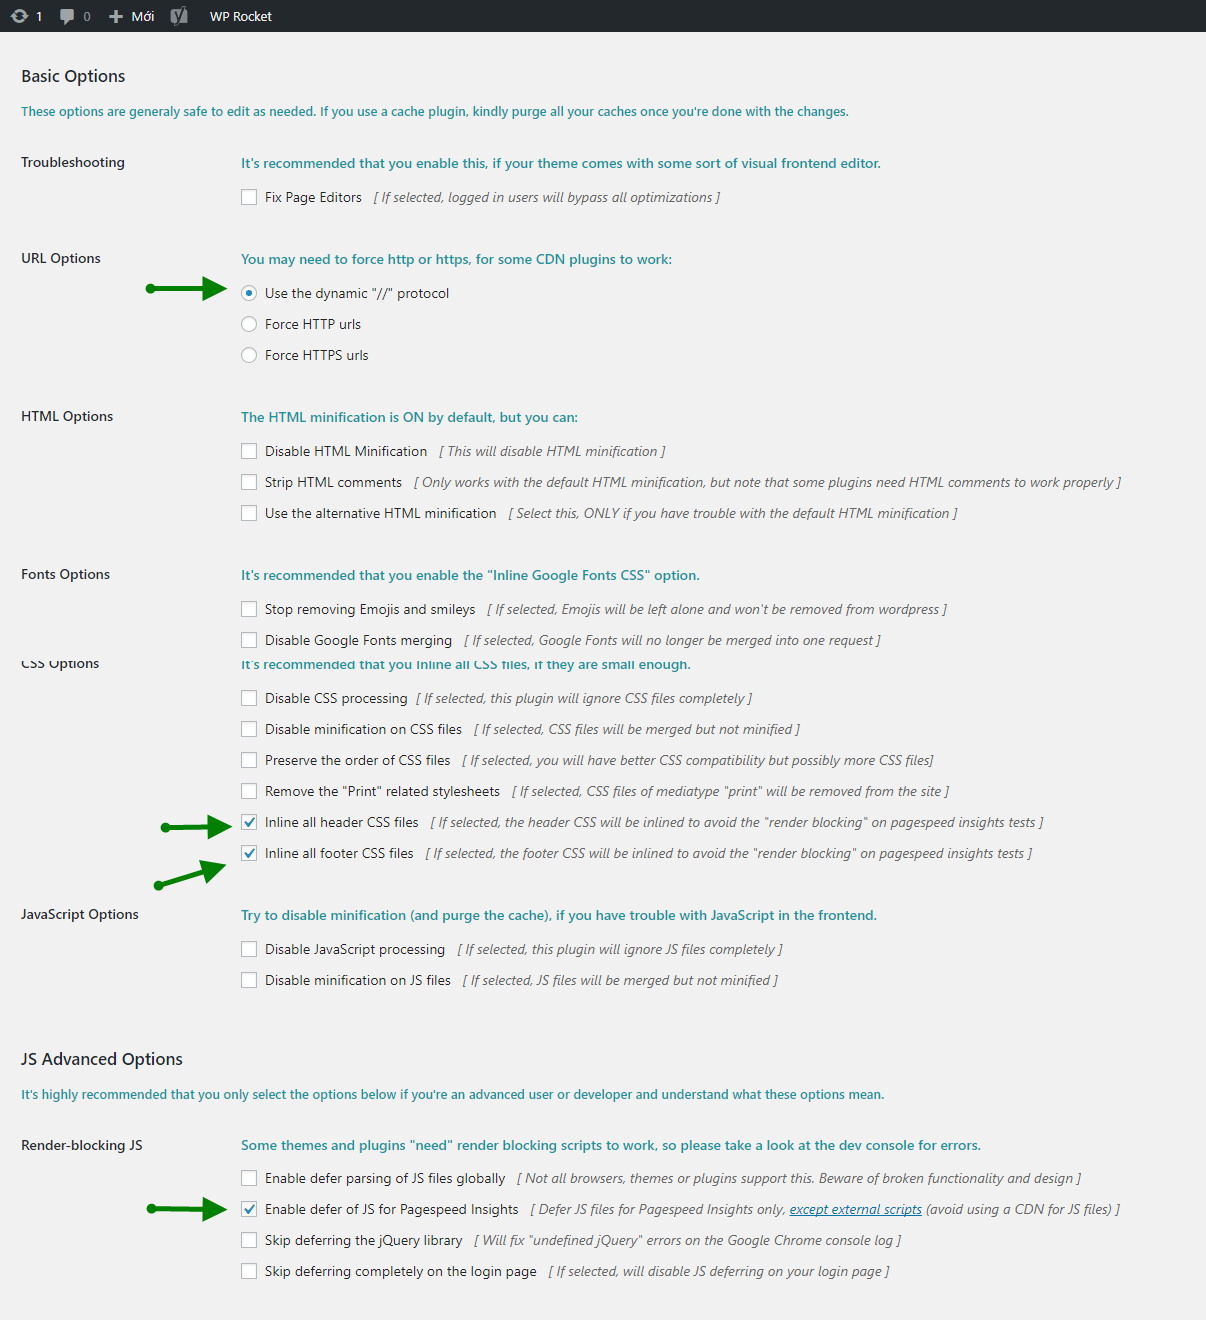 1 0 Mới WP Rocket
Basic Options
These options are generaly safe to edit as needed. If you use a cache plugin, kindly purge all your caches once you're done with the changes.
Troubleshooting It's recommended that you enable this, if your theme comes with some sort of visual frontend editor.
Fix Page Editors [ If selected, logged in users will bypass all optimizations ]
URL Options You may need to force http or https, for some CDN plugins to work:
Use the dynamic "//" protocol
Force HTTP urls
Force HTTPS urls
HTML Options The HTML minification is ON by default, but you can:
Disable HTML Minification [ This will disable HTML minification ]
Strip HTML comments [ Only works with the default HTML minification, but note that some plugins need HTML comments to work properly ]
Use the alternative HTML minification [ Select this, ONLY if you have trouble with the default HTML minification ]
Fonts Options It's recommended that you enable the "Inline Google Fonts CSS" option.
Stop removing Emojis and smileys [ If selected, Emojis will be left alone and won't be removed from wordpress ]
Disable Google Fonts merging [ If selected, Google Fonts will no longer be merged into one request ]
CSS Options It's recommended that you inline all CSS files, if they are small enough.
Disable CSS processing [ If selected, this plugin will ignore CSS files completely ]
Disable minification on CSS files [ If selected, CSS files will be merged but not minified ]
Preserve the order of CSS files [ If selected, you will have better CSS compatibility but possibly more CSS files]
Remove the "Print" related stylesheets [ If selected, CSS files of mediatype "print" will be removed from the site ]
Inline all header CSS files [ If selected, the header CSS will be inlined to avoid the "render blocking" on pagespeed insights tests ]
Inline all footer CSS files [ If selected, the footer CSS will be inlined to avoid the "render blocking" on pagespeed insights tests ]
JavaScript Options Try to disable minification (and purge the cache), if you have trouble with JavaScript in the frontend.
Disable JavaScript processing [ If selected, this plugin will ignore JS files completely ]
Disable minification on JS files [ If selected, JS files will be merged but not minified ]
JS Advanced Options
It's highly recommended that you only select the options below if you're an advanced user or developer and understand what these options mean.
Render-blocking JS Some themes and plugins "need" render blocking scripts to work, so please take a look at the dev console for errors.
Enable defer parsing of JS files globally [ Not all browsers, themes or plugins support this. Beware of broken functionality and design ]
Enable defer of JS for Pagespeed Insights [ Defer JS files for Pagespeed Insights only, except external scripts (avoid using a CDN for JS files) ]
Skip deferring the jQuery library [ Will fix "undefined jQuery" errors on the Google Chrome console log ]
Skip deferring completely on the login page [ If selected, will disable JS deferring on your login page ]